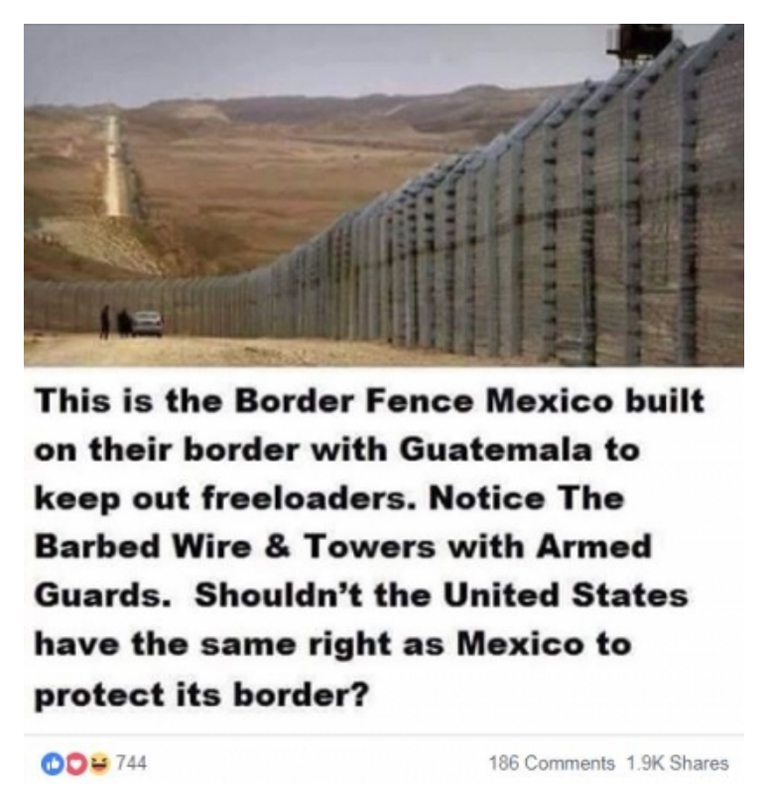 This is the Border Fence Mexico built
on their border with Guatemala to
keep out freeloaders. Notice The
Barbed Wire & Towers with Armed
Guards.  Shouldn't the United States
have the same right as Mexico to
protect its border?
744 186 Comments 1.9K Shares